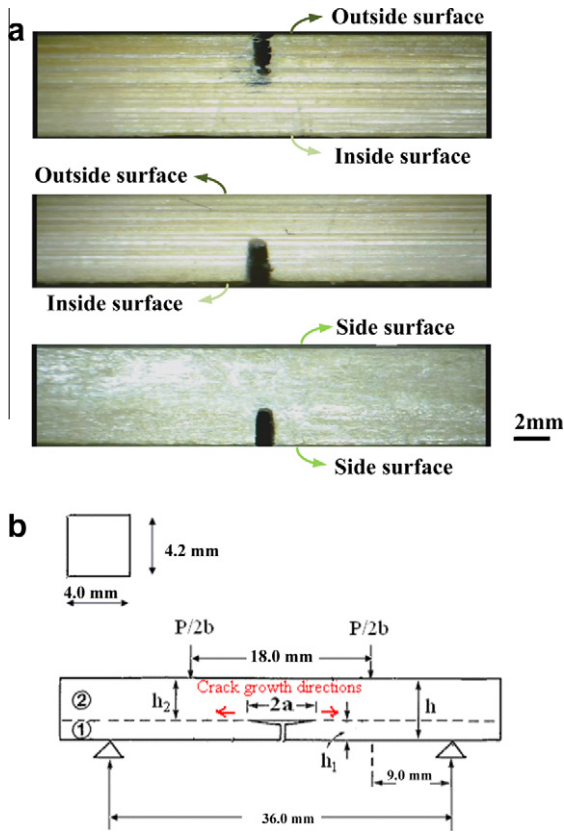 a
Outside surface
Inside surface
Outside surface
Inside surface
Side surface
2mm
Side surface
b
4.2 mm
4.0 mm
P/2b P/2b
18.0 mm
Crack growth directions
② h₂ 2a h
①
h₁
9.0 mm
36.0 mm